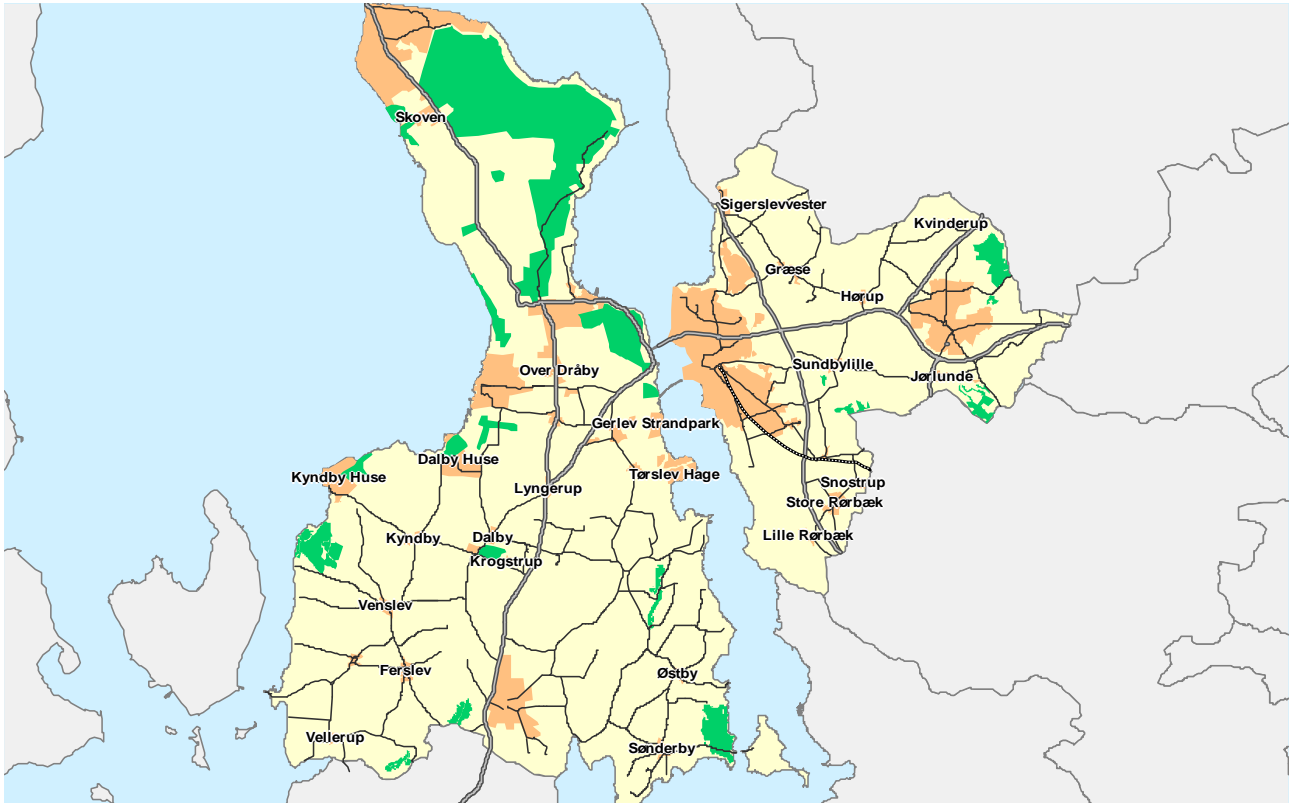 Skoven
Sigerslevvester
Kvinderup
Græse
Hørup
Over Dråby
Sundbylille
Jørlunde
Gerlev Strandpark
Dalby Huse
Kyndby Huse
Tørslev Hage
Lyngerup
Snostrup
Store Rørbæk
Lille Rørbæk
Kyndby
Dalby
Krogstrup
Venslev
Ferslev
Østby
Vellerup
Sønderby